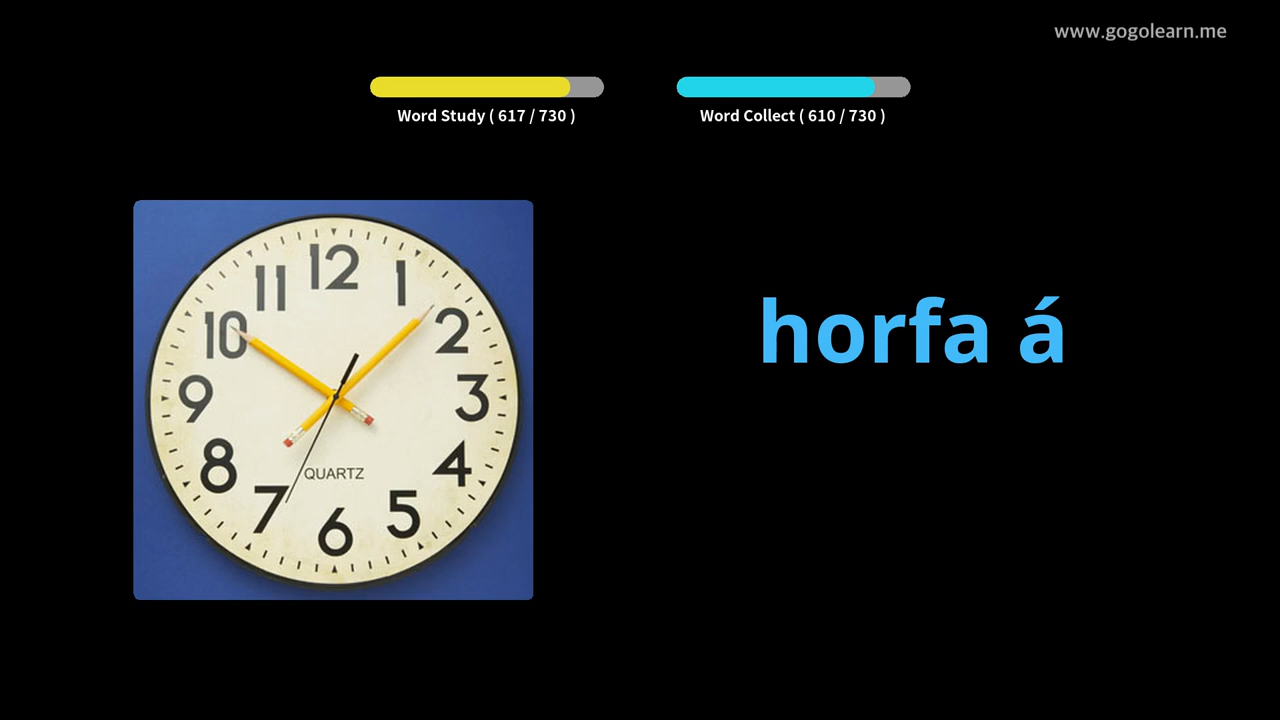 www.gogolearn.me
Word Study ( 617 / 730 )
Word Collect ( 610 / 730 )
horfa á
12
1
2
3
4
5
6
7
8
9
10
11
QUARTZ